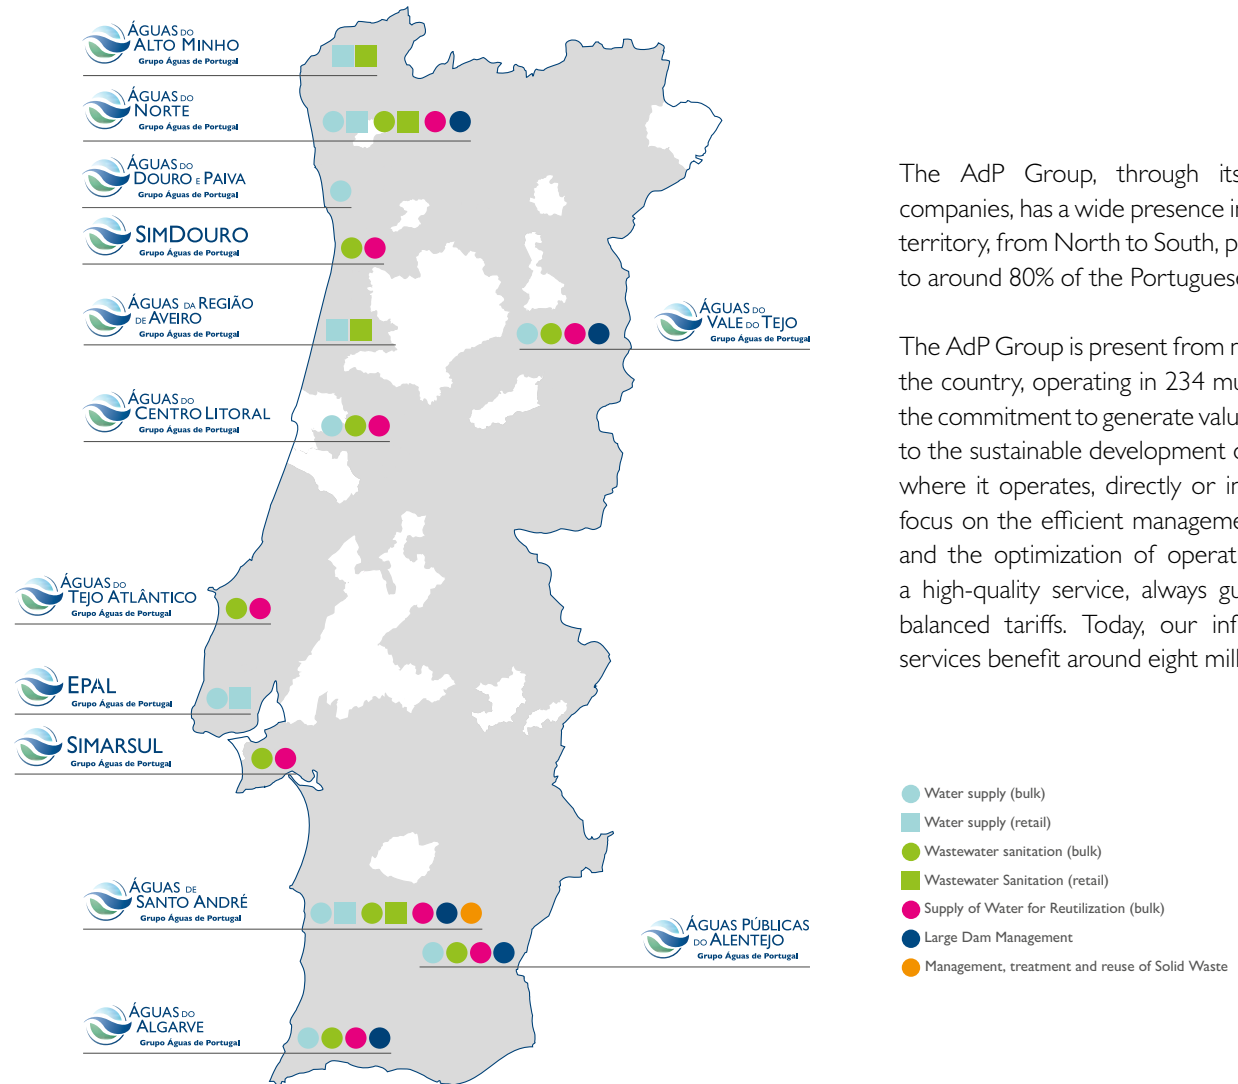 ÁGUAS DO
ALTO MINHO
Grupo Águas de Portugal
ÁGUAS DO
NORTE
Grupo Águas de Portugal
ÁGUAS DO
DOURO E PAIVA
Grupo Águas de Portugal
SIMDOURO
Grupo Águas de Portugal
ÁGUAS DA REGIÃO
DE AVEIRO
Grupo Águas de Portugal
ÁGUAS DO
VALE DO TEJO
Grupo Águas de Portugal
ÁGUAS DO
CENTRO LITORAL
Grupo Águas de Portugal
ÁGUAS DO
TEJO ATLÂNTICO
Grupo Águas de Portugal
EPAL
Grupo Águas de Portugal
SIMARSUL
Grupo Águas de Portugal
ÁGUAS DE
SANTO ANDRÉ
Grupo Águas de Portugal
ÁGUAS PÚBLICAS
DO ALENTEJO
Grupo Águas de Portugal
ÁGUAS DO
ALGARVE
Grupo Águas de Portugal
The AdP Group, through its
companies, has a wide presence in
territory, from North to South, p
to around 80% of the Portuguese
The AdP Group is present from
the country, operating in 234
the commitment to generate
to the sustainable development
where it operates, directly or
focus on the efficient
and the optimization of
a high-quality service, always
balanced tariffs. Today, our
services benefit around eight
Water supply (bulk)
Water supply (retail)
Wastewater sanitation (bulk)
Wastewater Sanitation (retail)
Supply of Water for Reutilization (bulk)
Large Dam Management
Management, treatment and reuse of Solid Waste